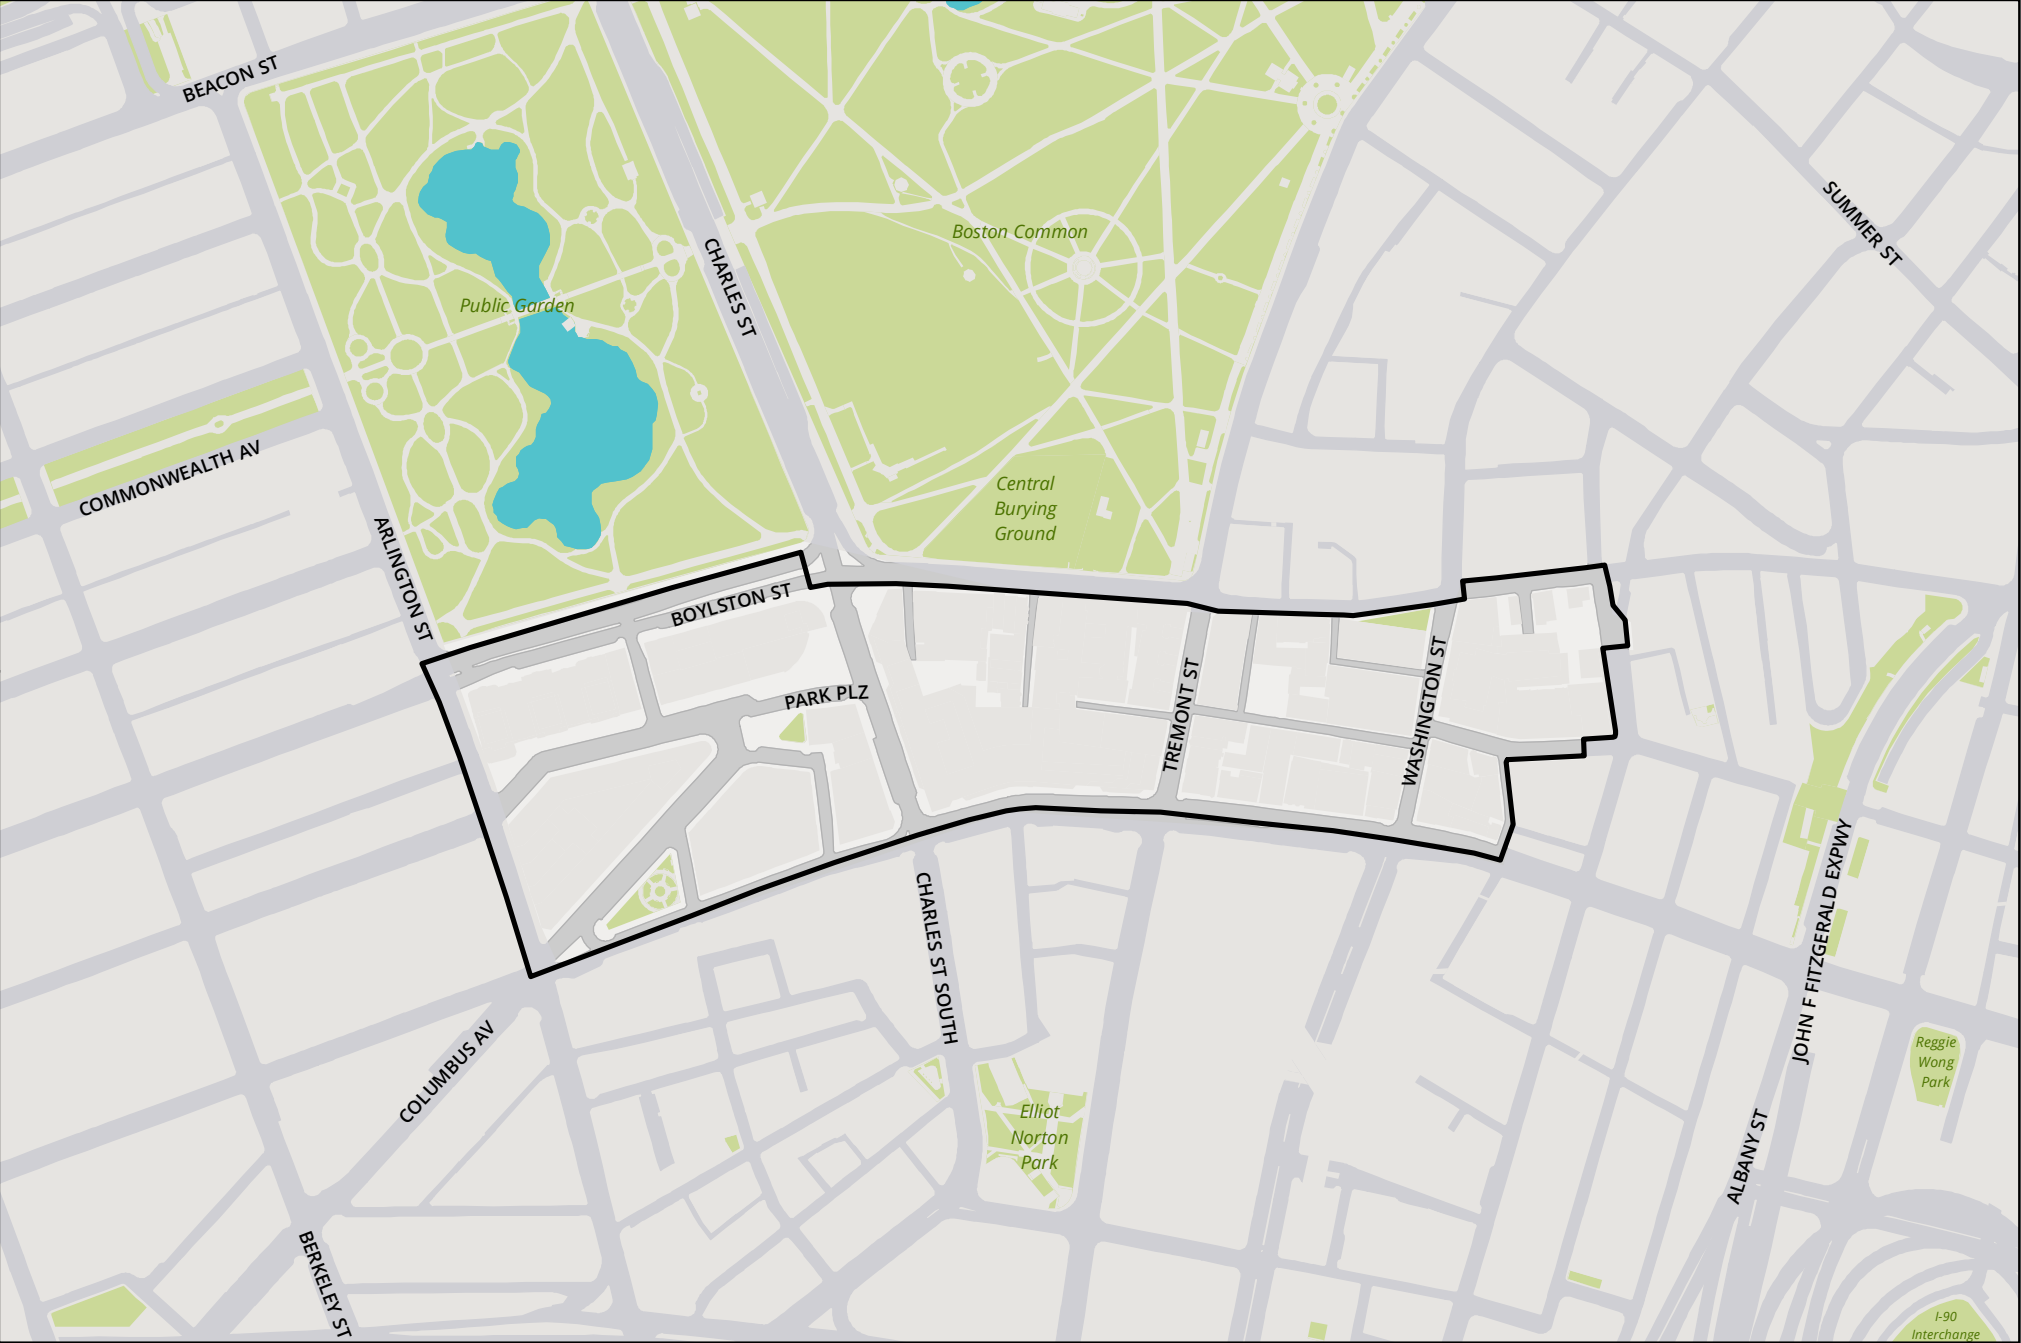 BEACON ST
SUMMER ST
CHARLES ST
Boston Common
Public Garden
COMMONWEALTH AV
ARLINGTON ST
Central
Burying
Ground
BOYLSTON ST
PARK PLZ
TREMONT ST
WASHINGTON ST
CHARLES ST SOUTH
JOHN F FITZGERALD EXPWY
COLUMBUS AV
Reggie
Wong
Park
Elliot
Norton
Park
ALBANY ST
BERKELEY ST
I-90
Interchange